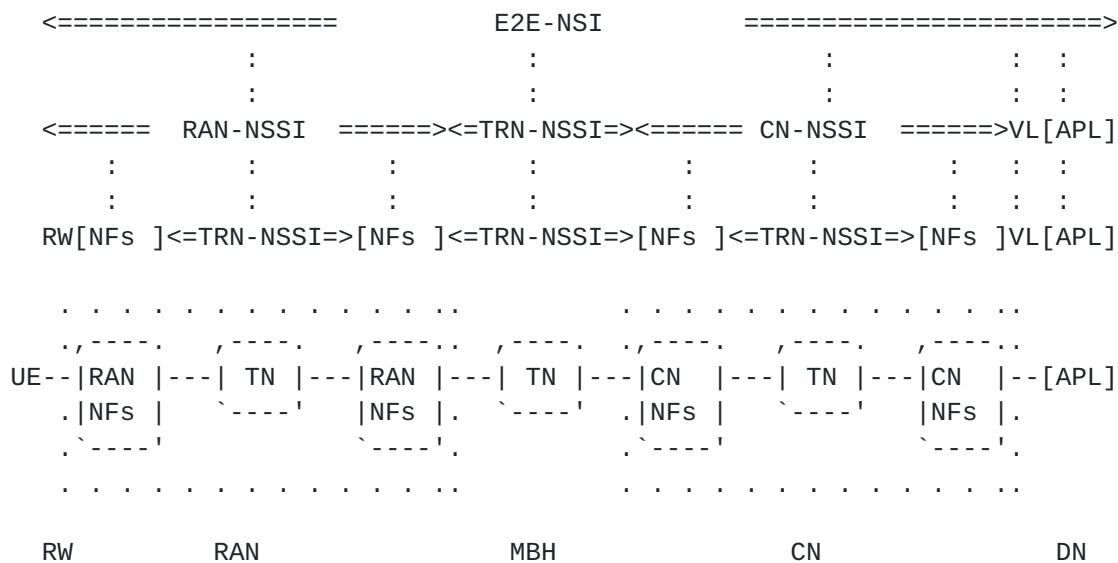 <================== E2E-NSI =======================>
: : : : :
: : : : :
<====== RAN-NSSI ======><=TRN-NSSI=><====== CN-NSSI ======>VL[APL]
: : : : : : : : :
: : : : : : : : :
RW[NFs ]<=TRN-NSSI=>[NFs ]<=TRN-NSSI=>[NFs ]<=TRN-NSSI=>[NFs ]VL[APL]
. . . . . . . . . . . . .. . . . . . . . . . . . . ..
.,----. ,----. ,----.. ,----. .,----. ,----. ,----..
UE--|RAN |---| TN |---|RAN |---| TN |---|CN |---| TN |---|CN |--[APL]
.|NFs | `----' |NFs |. `----' .|NFs | `----' |NFs |.
.`----' `----'. .`----' `----'.
. . . . . . . . . . . . .. . . . . . . . . . . . . ..
RW RAN MBH CN DN